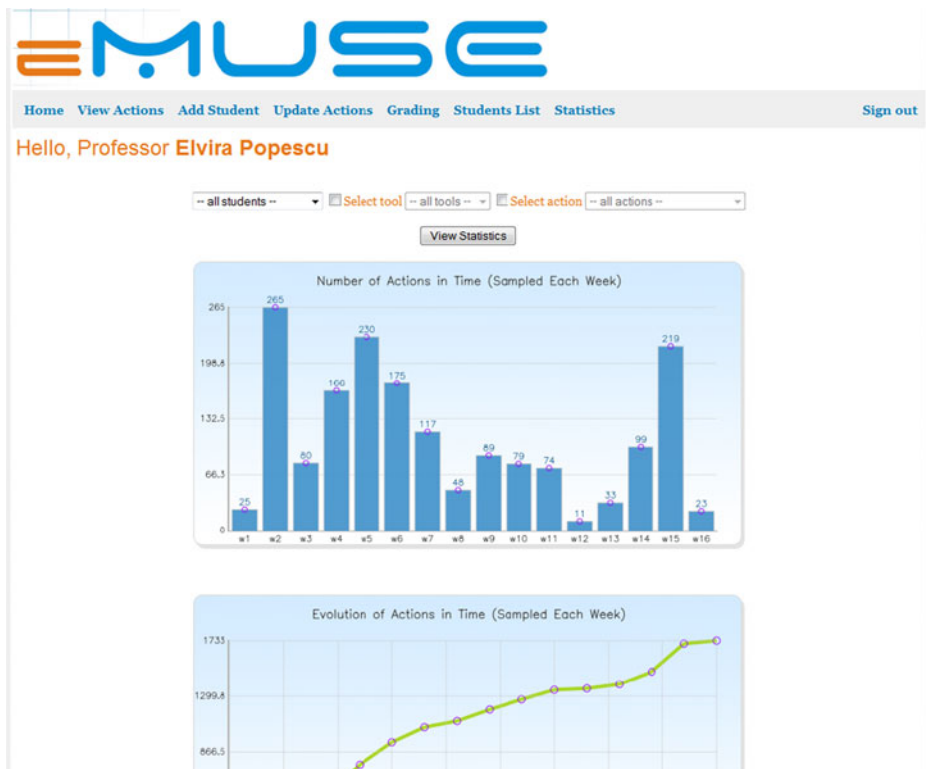 eMUSE
Home View Actions Add Student Update Actions Grading Students List Statistics Sign out
Hello, Professor Elvira Popescu
-- all students -- Select tool -- all tools -- Select action -- all actions --
View Statistics
Number of Actions in Time (Sampled Each Week)
265
198.8
132.5
66.3
0
25 265 80 166 230 175 117 48 89 79 74 11 33 99 219 23
w1 w2 w3 w4 w5 w6 w7 w8 w9 w10 w11 w12 w13 w14 w15 w16
Evolution of Actions in Time (Sampled Each Week)
1733
1299.8
866.5